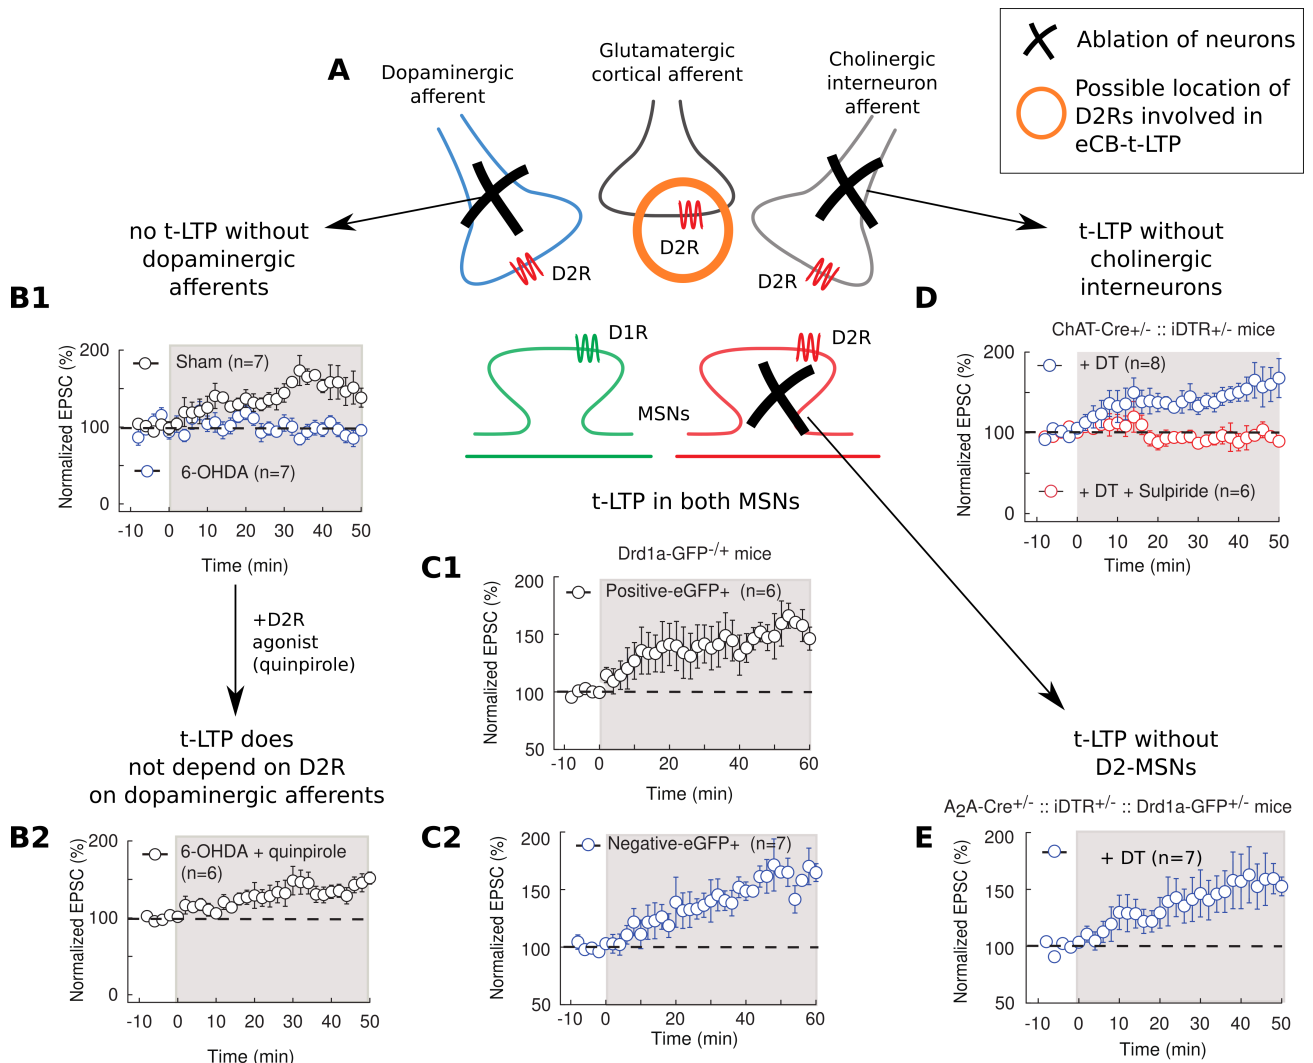 A
Dopaminergic
afferent
Glutamatergic
cortical afferent
Cholinergic
interneuron
afferent
Ablation of neurons
Possible location of
D2Rs involved in
eCB-t-LTP
D2R
D2R
D2R
no t-LTP without
dopaminergic
afferents
t-LTP without
cholinergic
interneurons
D1R
D2R
MSNs
t-LTP in both MSNs
B1
Normalized EPSC (%)
200
100
0
Sham (n=7)
6-OHDA (n=7)
-10 0 10 20 30 40 50
Time (min)
+D2R
agonist
(quinpirole)
t-LTP does
not depend on D2R
on dopaminergic afferents
B2
Normalized EPSC (%)
200
100
0
6-OHDA + quinpirole
(n=6)
-10 0 10 20 30 40 50
Time (min)
C1
Drd1a-GFP-/+ mice
Normalized EPSC (%)
200
150
100
50
Positive-eGFP+ (n=6)
-10 0 20 40 60
Time (min)
C2
Normalized EPSC (%)
200
150
100
50
Negative-eGFP+ (n=7)
-10 0 20 40 60
Time (min)
D
ChAT-Cre+/- :: iDTR+/- mice
Normalized EPSC (%)
200
100
0
+ DT (n=8)
+ DT + Sulpiride (n=6)
-10 0 10 20 30 40 50
Time (min)
t-LTP without
D2-MSNs
A2A-Cre+/- :: iDTR+/- :: Drd1a-GFP+/- mice
E
Normalized EPSC (%)
200
150
100
50
+ DT (n=7)
-10 0 10 20 30 40 50
Time (min)